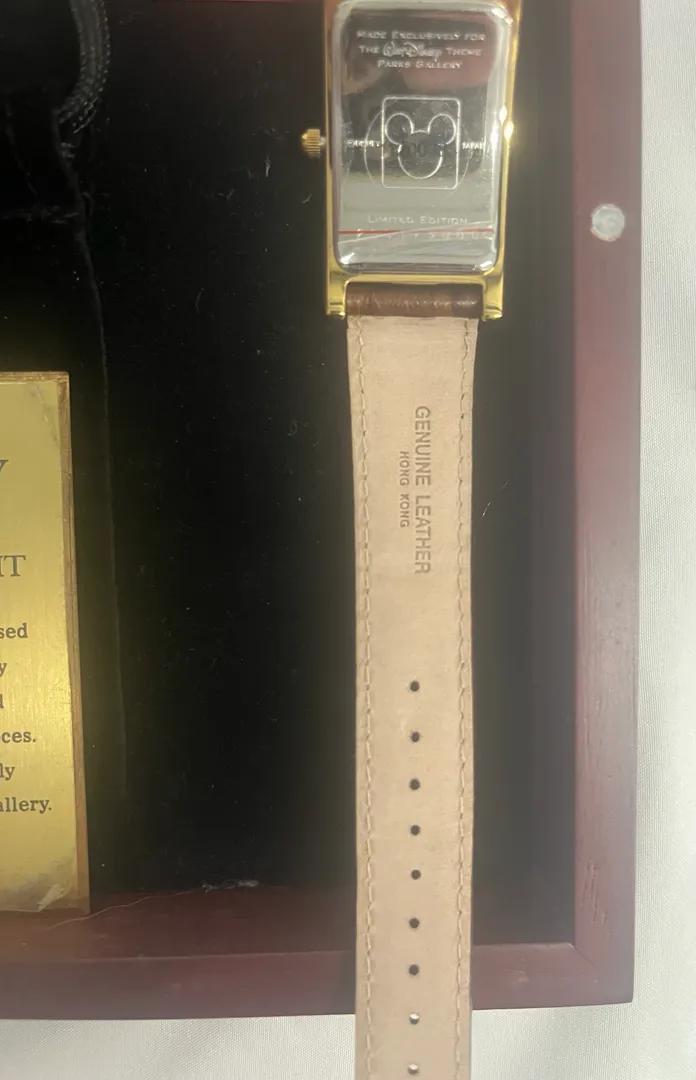 MADE EXCLUSIVELY FOR
THE Walt Disney THEME
PARKS GALLERY
LIMITED EDITION
GENUINE LEATHER
HONG KONG
Y
IT
sed
y
d
ces.
ly
allery.